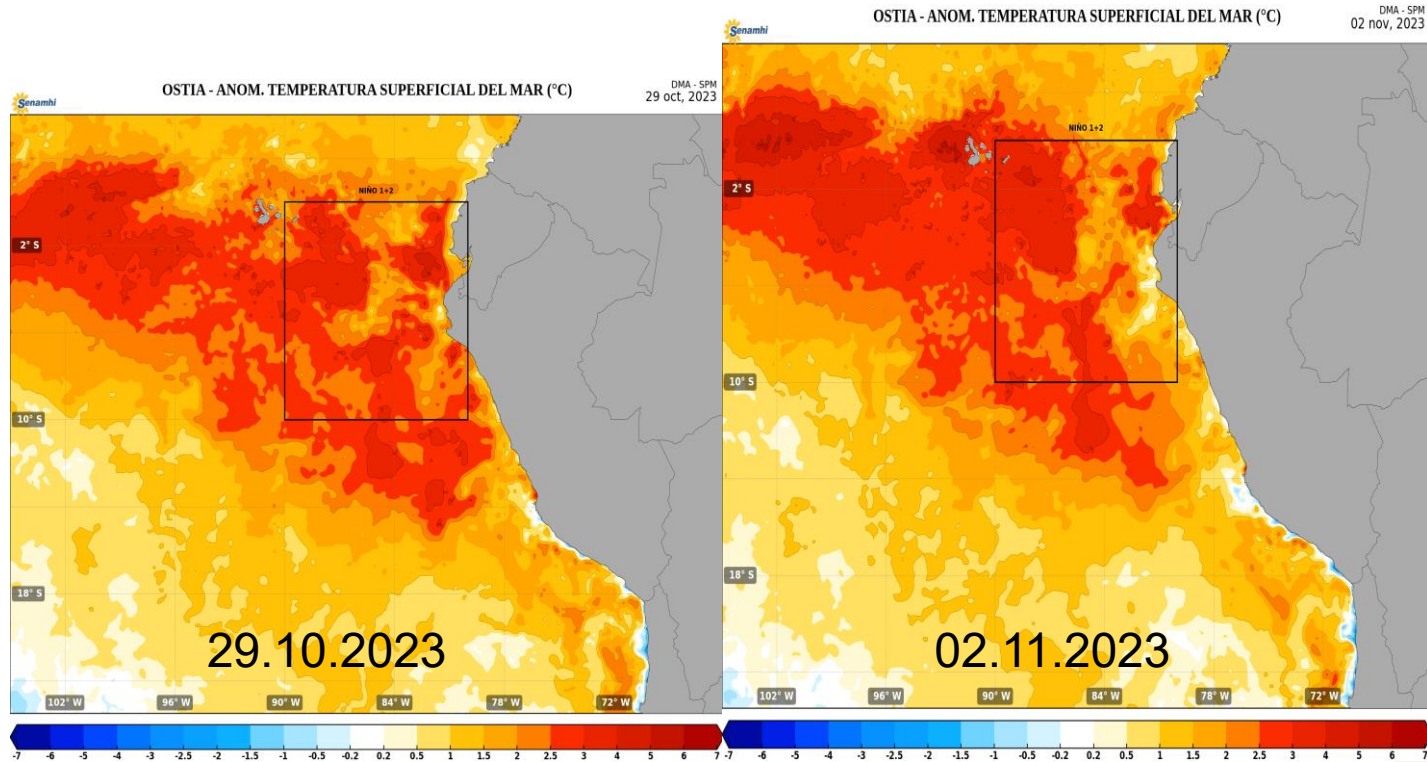 OSTIA - ANOM. TEMPERATURA SUPERFICIAL DEL MAR (°C)
DMA - SPM
29 oct, 2023
Senamhi
NIÑO 1+2
2° S
10° S
18° S
29.10.2023
102° W 96° W 90° W 84° W 78° W 72° W
-7 -6 -5 -4 -3 -2 -1.5 -1 -0.5 -0.2 0.2 0.5 1 1.5 2 2.5 3 4 5 6 7
OSTIA - ANOM. TEMPERATURA SUPERFICIAL DEL MAR (°C)
DMA - SPM
02 nov, 2023
Senamhi
NIÑO 1+2
2° S
10° S
18° S
02.11.2023
102° W 96° W 90° W 84° W 78° W 72° W
-7 -6 -5 -4 -3 -2 -1.5 -1 -0.5 -0.2 0.2 0.5 1 1.5 2 2.5 3 4 5 6 7